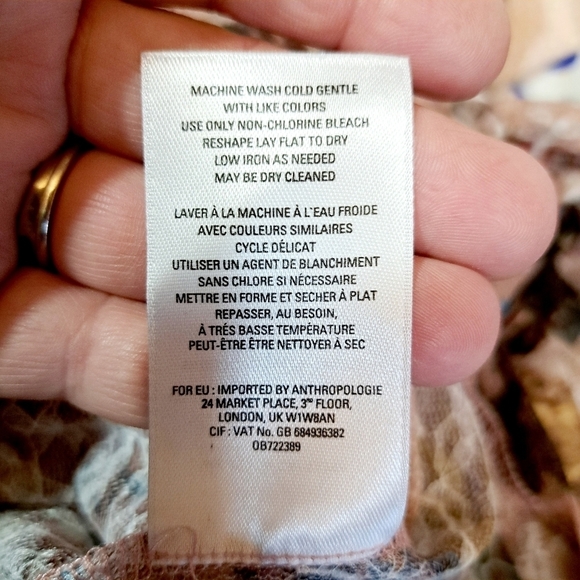 MACHINE WASH COLD GENTLE
WITH LIKE COLORS
USE ONLY NON-CHLORINE BLEACH
RESHAPE LAY FLAT TO DRY
LOW IRON AS NEEDED
MAY BE DRY CLEANED
LAVER À LA MACHINE À L'EAU FROIDE
AVEC COULEURS SIMILAIRES
CYCLE DÉLICAT
UTILISER UN AGENT DE BLANCHIMENT
SANS CHLORE SI NÉCESSAIRE
METTRE EN FORME ET SECHER À PLAT
REPASSER, AU BESOIN,
À TRÉS BASSE TEMPÉRATURE
PEUT-ÊTRE ÊTRE NETTOYER À SEC
FOR EU : IMPORTED BY ANTHROPOLOGIE
24 MARKET PLACE, 3RD FLOOR,
LONDON, UK W1W8AN
CIF : VAT No. GB 684936382
OB722389